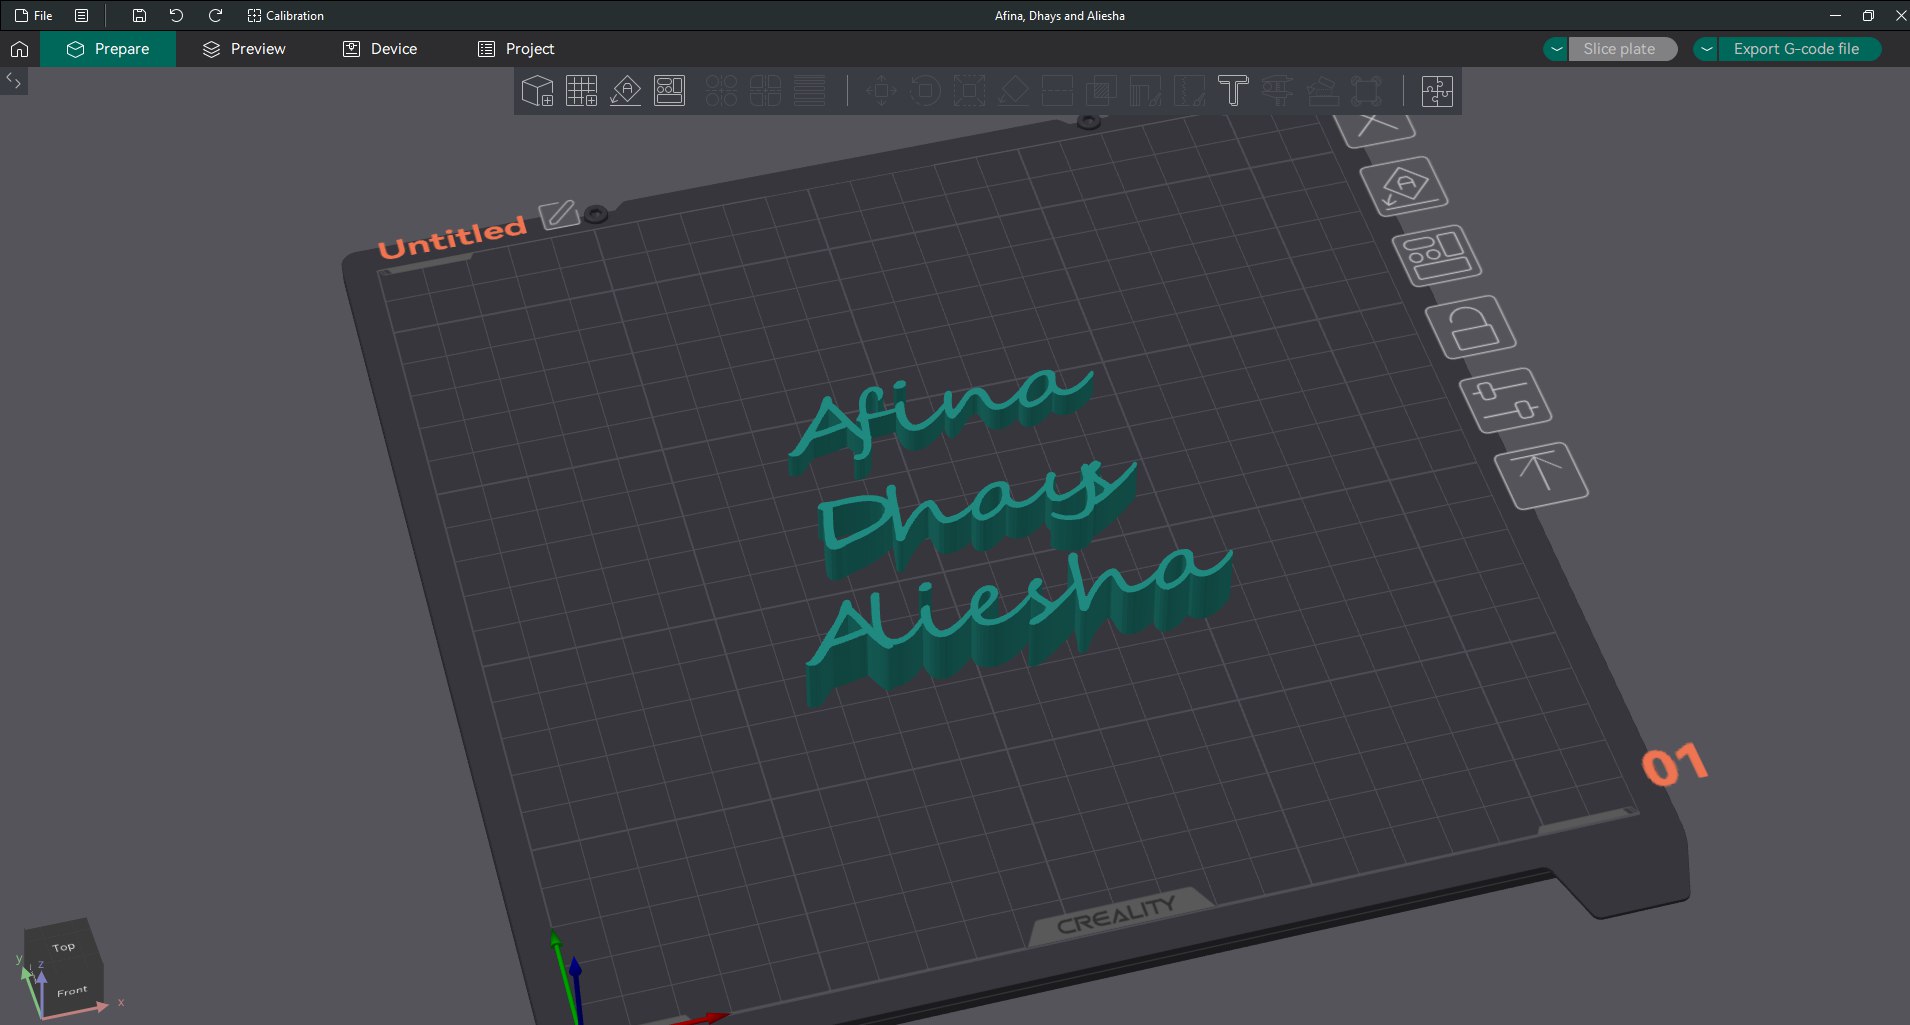 File
Calibration
Afina, Dhays and Aliesha
Prepare
Preview
Device
Project
Slice plate
Export G-code file
Untitled
Afina
Dhays
Aliesha
01
CREALITY
Top
Front
y
z
x